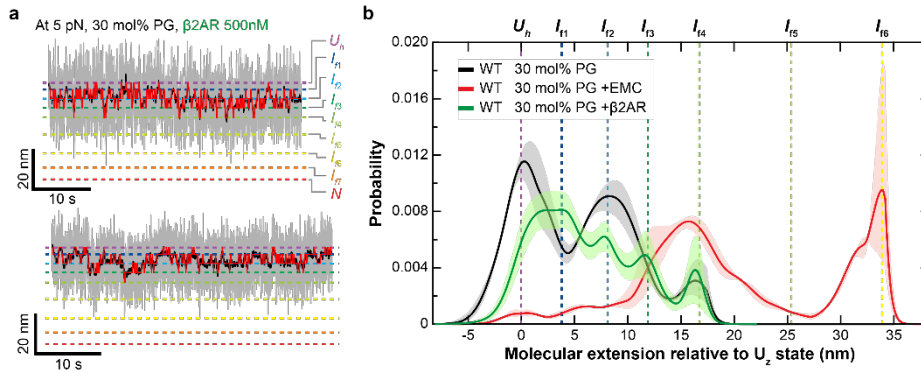 a
At 5 pN, 30 mol% PG, β2AR 500nM
Uh
If1
If2
If3
If4
If5
If6
If7
N
20 nm
10 s
20 nm
10 s
b
Uh If1 If2 If3 If4 If5 If6
0.020
0.016
0.012
0.008
0.004
0
Probability
WT 30 mol% PG
WT 30 mol% PG +EMC
WT 30 mol% PG +β2AR
-5 0 5 10 15 20 25 30 35
Molecular extension relative to Uz state (nm)